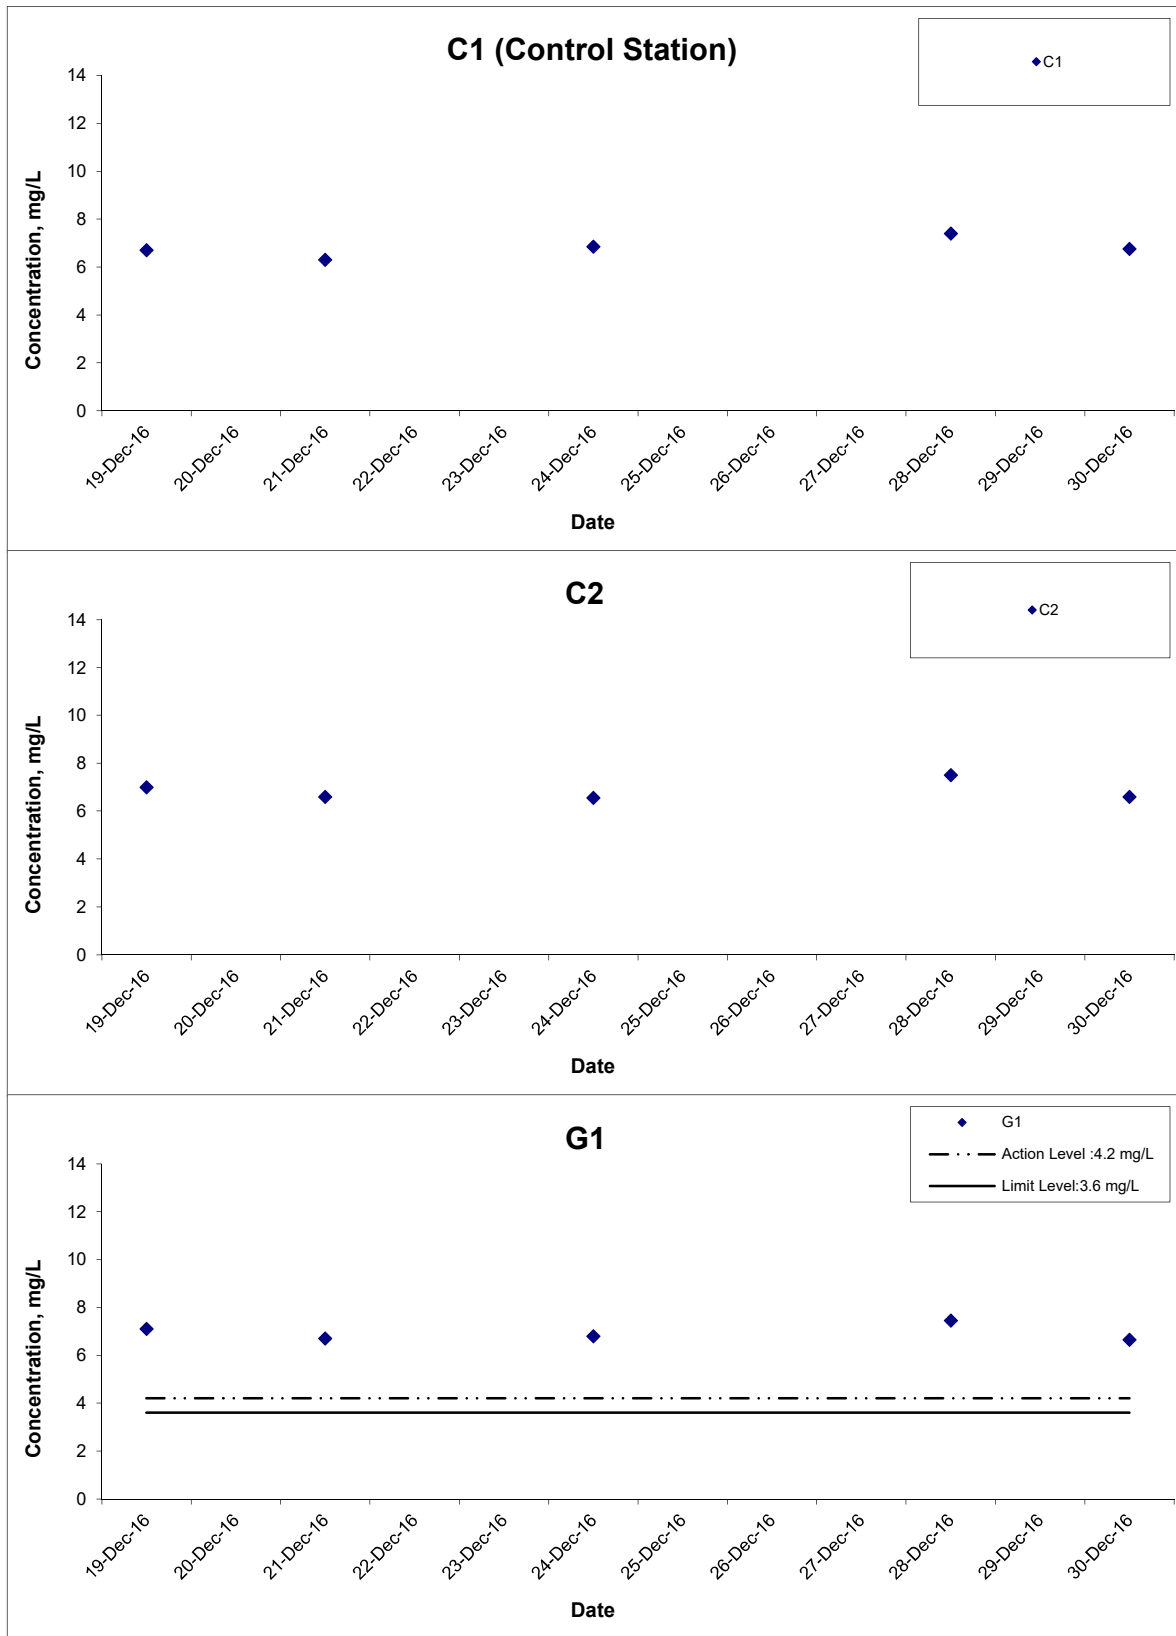 C1 (Control Station)
C1
14
12
10
8
6
4
2
0
Concentration, mg/L
19-Dec-16
20-Dec-16
21-Dec-16
22-Dec-16
23-Dec-16
24-Dec-16
25-Dec-16
26-Dec-16
27-Dec-16
28-Dec-16
29-Dec-16
30-Dec-16
Date
C2
C2
14
12
10
8
6
4
2
0
Concentration, mg/L
19-Dec-16
20-Dec-16
21-Dec-16
22-Dec-16
23-Dec-16
24-Dec-16
25-Dec-16
26-Dec-16
27-Dec-16
28-Dec-16
29-Dec-16
30-Dec-16
Date
G1
G1
Action Level :4.2 mg/L
Limit Level:3.6 mg/L
14
12
10
8
6
4
2
0
Concentration, mg/L
19-Dec-16
20-Dec-16
21-Dec-16
22-Dec-16
23-Dec-16
24-Dec-16
25-Dec-16
26-Dec-16
27-Dec-16
28-Dec-16
29-Dec-16
30-Dec-16
Date